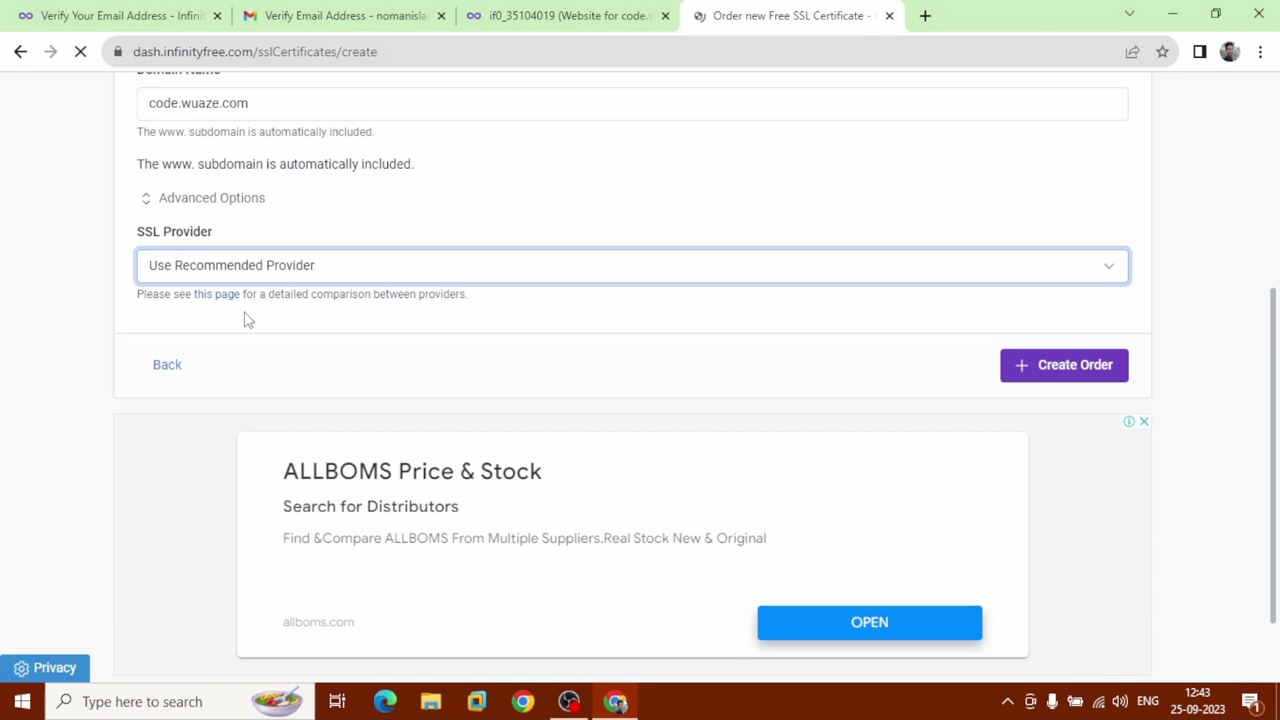 Verify Your Email Address - Infinit
Verify Email Address - nomanislar
if0_35104019 (Website for code.w
Order new Free SSL Certificate -
dash.infinityfree.com/sslCertificates/create
Domain Name
code.wuaze.com
The www. subdomain is automatically included.
The www. subdomain is automatically included.
Advanced Options
SSL Provider
Use Recommended Provider
Please see this page for a detailed comparison between providers.
Back
Create Order
ALLBOMS Price & Stock
Search for Distributors
Find &Compare ALLBOMS From Multiple Suppliers.Real Stock New & Original
allboms.com
OPEN
Privacy
Type here to search
ENG
12:43
25-09-2023
1